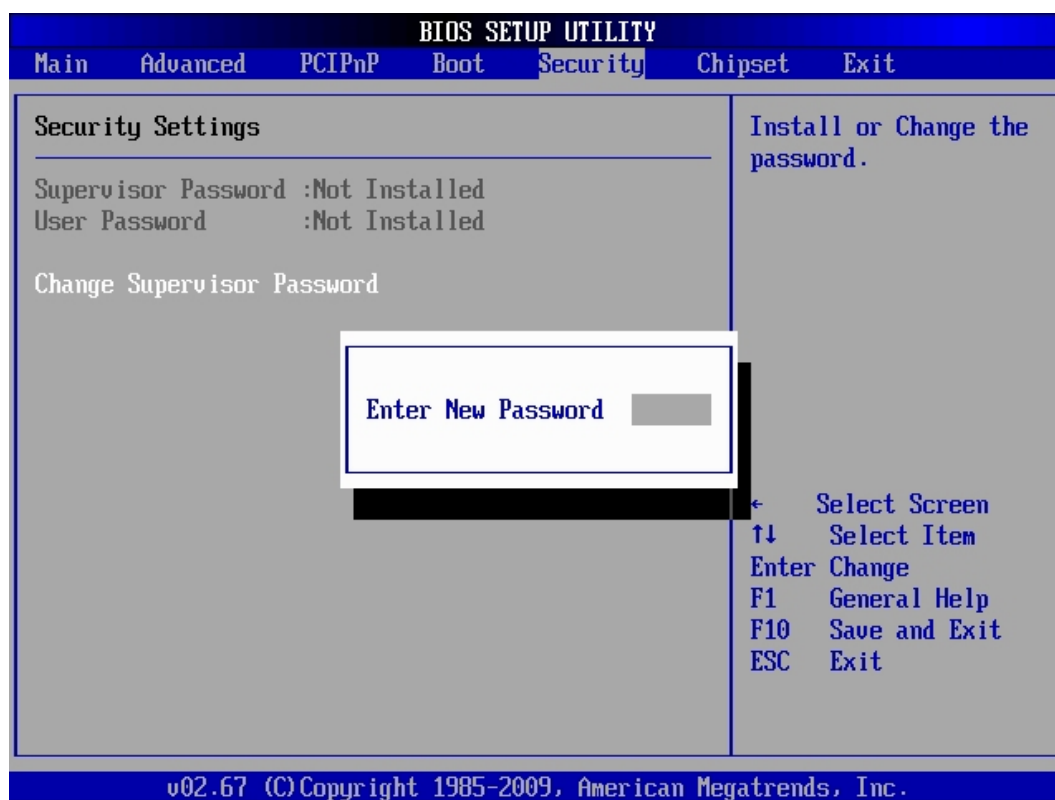 BIOS SETUP UTILITY
Main Advanced PCIPnP Boot Security Chipset Exit
Security Settings
Supervisor Password :Not Installed
User Password :Not Installed
Change Supervisor Password
Enter New Password
Install or Change the
password.
← Select Screen
↑↓ Select Item
Enter Change
F1 General Help
F10 Save and Exit
ESC Exit
v02.67 (C)Copyright 1985-2009, American Megatrends, Inc.